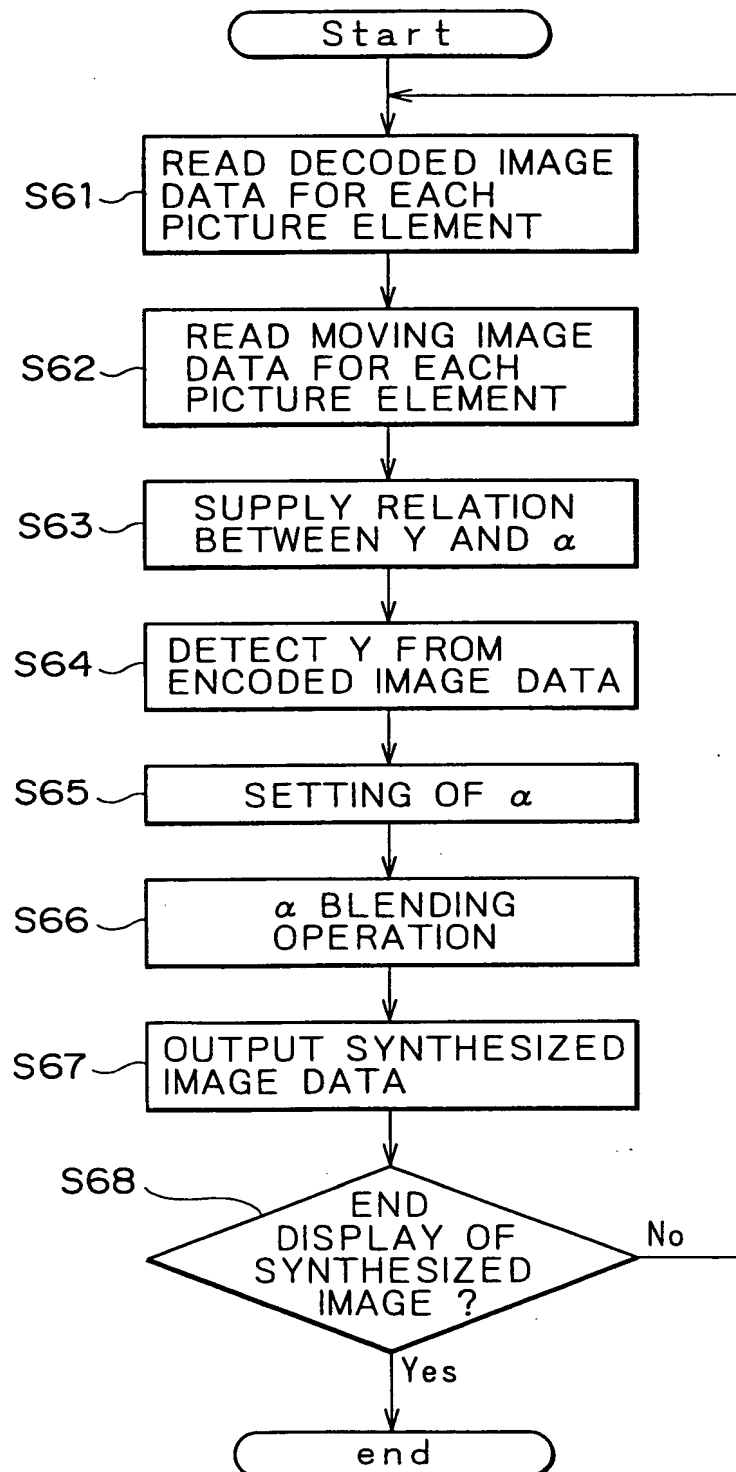 Start
S61
READ DECODED IMAGE
DATA FOR EACH
PICTURE ELEMENT
S62
READ MOVING IMAGE
DATA FOR EACH
PICTURE ELEMENT
S63
SUPPLY RELATION
BETWEEN Y AND α
S64
DETECT Y FROM
ENCODED IMAGE DATA
S65
SETTING OF α
S66
α BLENDING
OPERATION
S67
OUTPUT SYNTHESIZED
IMAGE DATA
S68
END
DISPLAY OF
SYNTHESIZED
IMAGE ?
No
Yes
end